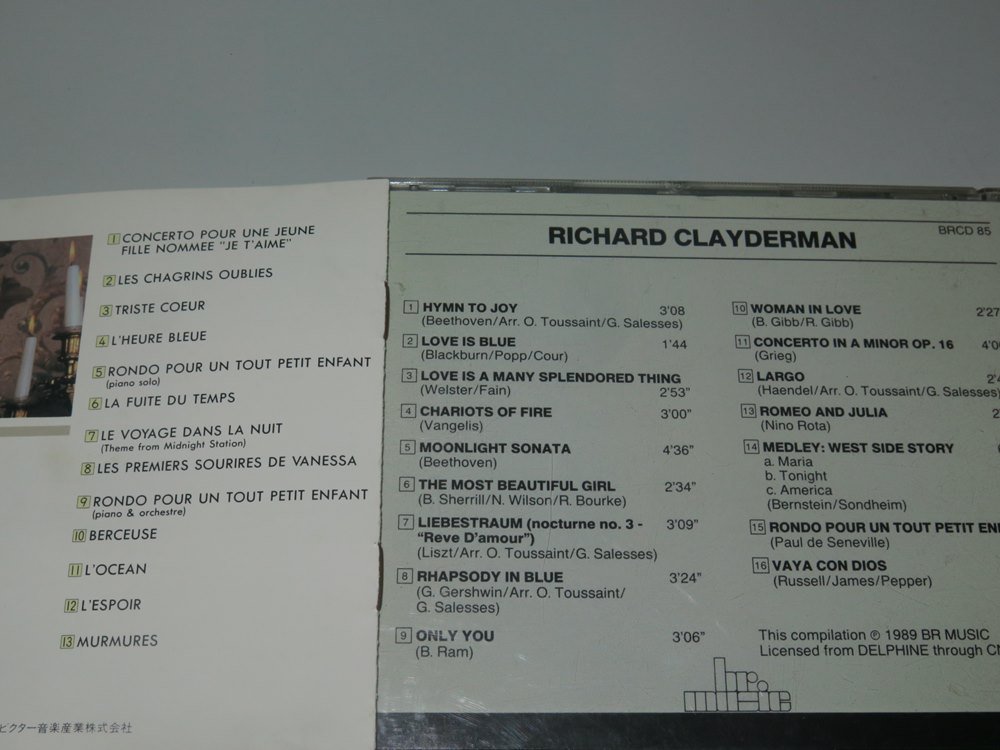 1 CONCERTO POUR UNE JEUNE
FILLE NOMMEE "JE T'AIME"
2 LES CHAGRINS OUBLIES
3 TRISTE COEUR
4 L'HEURE BLEUE
5 RONDO POUR UN TOUT PETIT ENFANT
(piano solo)
6 LA FUITE DU TEMPS
7 LE VOYAGE DANS LA NUIT
(Theme from Midnight Station)
8 LES PREMIERS SOURIRES DE VANESSA
9 RONDO POUR UN TOUT PETIT ENFANT
(piano & orchestre)
10 BERCEUSE
11 L'OCEAN
12 L'ESPOIR
13 MURMURES
ビクター音楽産業株式会社
RICHARD CLAYDERMAN
BRCD 85
1 HYMN TO JOY 3'08
(Beethoven/Arr. O. Toussaint/G. Salesses)
2 LOVE IS BLUE 1'44
(Blackburn/Popp/Cour)
3 LOVE IS A MANY SPLENDORED THING
(Welster/Fain) 2'53"
4 CHARIOTS OF FIRE 3'00"
(Vangelis)
5 MOONLIGHT SONATA 4'36"
(Beethoven)
6 THE MOST BEAUTIFUL GIRL 2'34"
(B. Sherrill/N. Wilson/R. Bourke)
7 LIEBESTRAUM (nocturne no. 3 - 3'09"
"Reve D'amour")
(Liszt/Arr. O. Toussaint/G. Salesses)
8 RHAPSODY IN BLUE 3'24"
(G. Gershwin/Arr. O. Toussaint/
G. Salesses)
9 ONLY YOU 3'06"
(B. Ram)
10 WOMAN IN LOVE 2'27
(B. Gibb/R. Gibb)
11 CONCERTO IN A MINOR OP. 16
(Grieg)
12 LARGO
(Haendel/Arr. O. Toussaint/G. Salesses)
13 ROMEO AND JULIA
(Nino Rota)
14 MEDLEY: WEST SIDE STORY
a. Maria
b. Tonight
c. America
(Bernstein/Sondheim)
15 RONDO POUR UN TOUT PETIT EN
(Paul de Seneville)
16 VAYA CON DIOS
(Russell/James/Pepper)
This compilation ℗ 1989 BR MUSIC
Licensed from DELPHINE through
br music